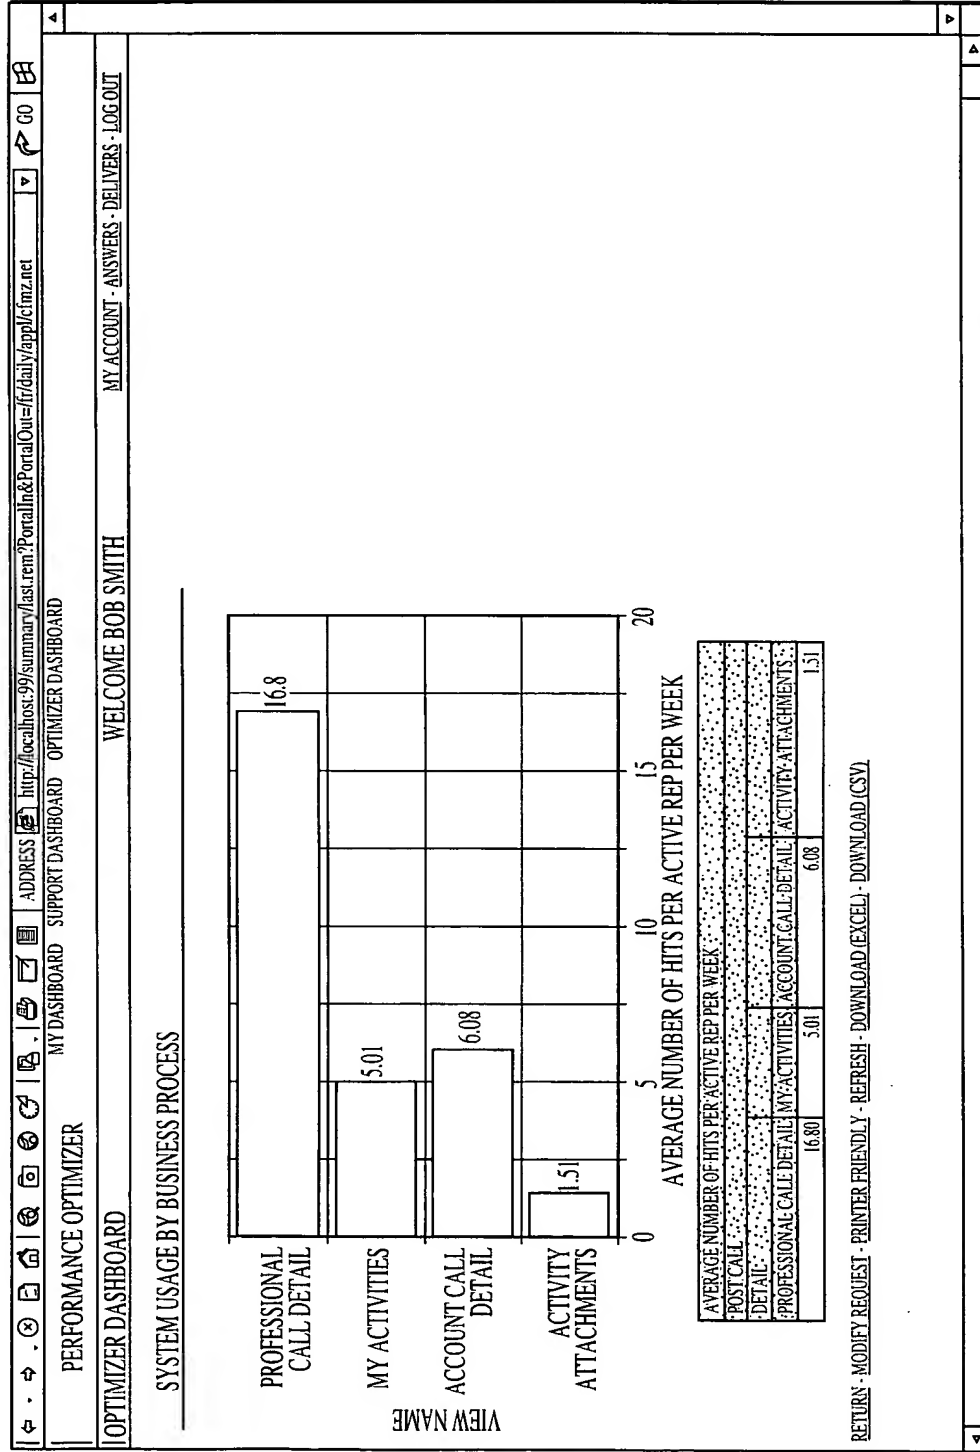 ADDRESS http://localhost:99/summary/last.rem?PortalIn&PortalOut=/fr/daily/appl/cfmz.net GO
PERFORMANCE OPTIMIZER MY DASHBOARD SUPPORT DASHBOARD OPTIMIZER DASHBOARD
OPTIMIZER DASHBOARD WELCOME BOB SMITH MY ACCOUNT - ANSWERS - DELIVERS - LOG OUT
SYSTEM USAGE BY BUSINESS PROCESS
VIEW NAME
PROFESSIONAL
CALL DETAIL
16.8
MY ACTIVITIES
5.01
ACCOUNT CALL
DETAIL
6.08
ACTIVITY
ATTACHMENTS
1.51
0 5 10 15 20
AVERAGE NUMBER OF HITS PER ACTIVE REP PER WEEK
AVERAGE NUMBER OF HITS PER ACTIVE REP PER WEEK
POST CALL
DETAIL
PROFESSIONAL CALL DETAIL MY ACTIVITIES ACCOUNT CALL DETAIL ACTIVITY ATTACHMENTS
16.80 5.01 6.08 1.51
RETURN - MODIFY REQUEST - PRINTER FRIENDLY - REFRESH - DOWNLOAD (EXCEL) - DOWNLOAD (CSV)